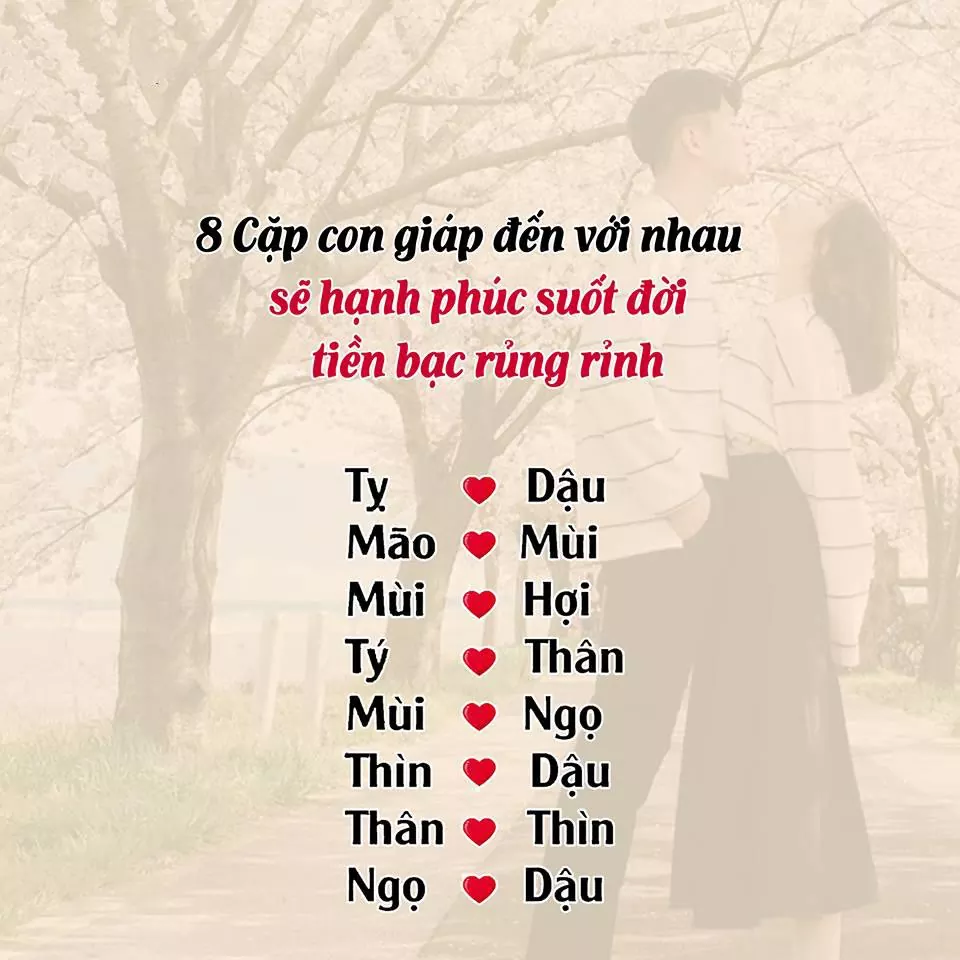 8 Cặp con giáp đến với nhau
sẽ hạnh phúc suốt đời
tiền bạc rủng rỉnh
Tỵ ❤ Dậu
Mão ❤ Mùi
Mùi ❤ Hợi
Tý ❤ Thân
Mùi ❤ Ngọ
Thìn ❤ Dậu
Thân ❤ Thìn
Ngọ ❤ Dậu